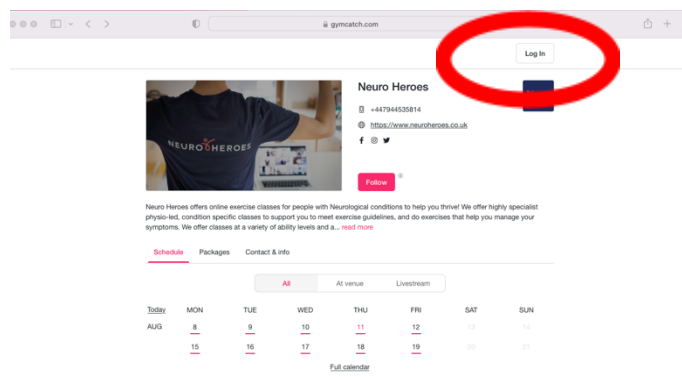 gymcatch.com
Log In
Neuro Heroes
+447944535814
https://www.neuroheroes.co.uk
NEURO HEROES
Follow
Neuro Heroes offers online exercise classes for people with Neurological conditions to help you thrive! We offer highly specialist
physio-led, condition specific classes to support you to meet exercise guidelines, and do exercises that help you manage your
symptoms. We offer classes at a variety of ability levels and a... read more
Schedule Packages Contact & info
All At venue Livestream
Today MON TUE WED THU FRI SAT SUN
AUG 8 9 10 11 12 13 14
15 16 17 18 19 20 21
Full calendar